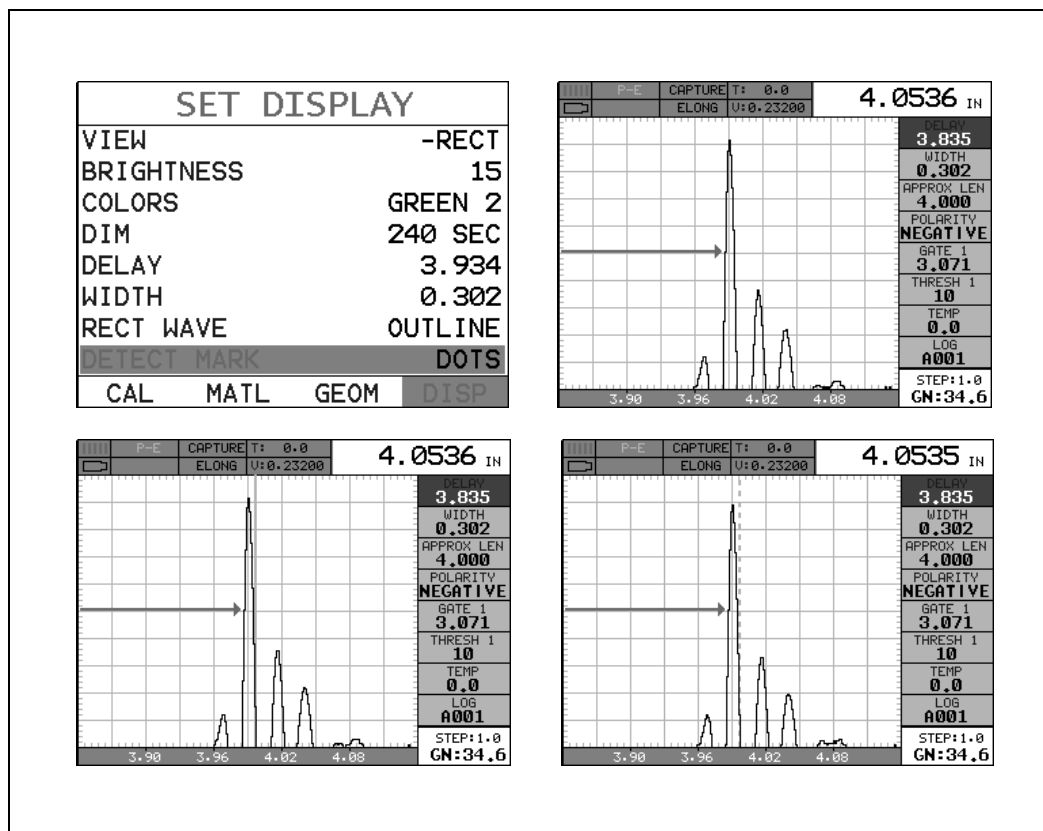 SET DISPLAY
VIEW -RECT
BRIGHTNESS 15
COLORS GREEN 2
DIM 240 SEC
DELAY 3.934
WIDTH 0.302
RECT WAVE OUTLINE
DETECT MARK DOTS
CAL MATL GEOM DISP
P-E CAPTURE T: 0.0
ELONG V:0.23200
4.0536 IN
DELAY
3.835
WIDTH
0.302
APPROX LEN
4.000
POLARITY
NEGATIVE
GATE 1
3.071
THRESH 1
10
TEMP
0.0
LOG
A001
STEP:1.0
GN:34.6
3.90 3.96 4.02 4.08
P-E CAPTURE T: 0.0
ELONG V:0.23200
4.0536 IN
DELAY
3.835
WIDTH
0.302
APPROX LEN
4.000
POLARITY
NEGATIVE
GATE 1
3.071
THRESH 1
10
TEMP
0.0
LOG
A001
STEP:1.0
GN:34.6
3.90 3.96 4.02 4.08
P-E CAPTURE T: 0.0
ELONG V:0.23200
4.0535 IN
DELAY
3.835
WIDTH
0.302
APPROX LEN
4.000
POLARITY
NEGATIVE
GATE 1
3.071
THRESH 1
10
TEMP
0.0
LOG
A001
STEP:1.0
GN:34.6
3.90 3.96 4.02 4.08